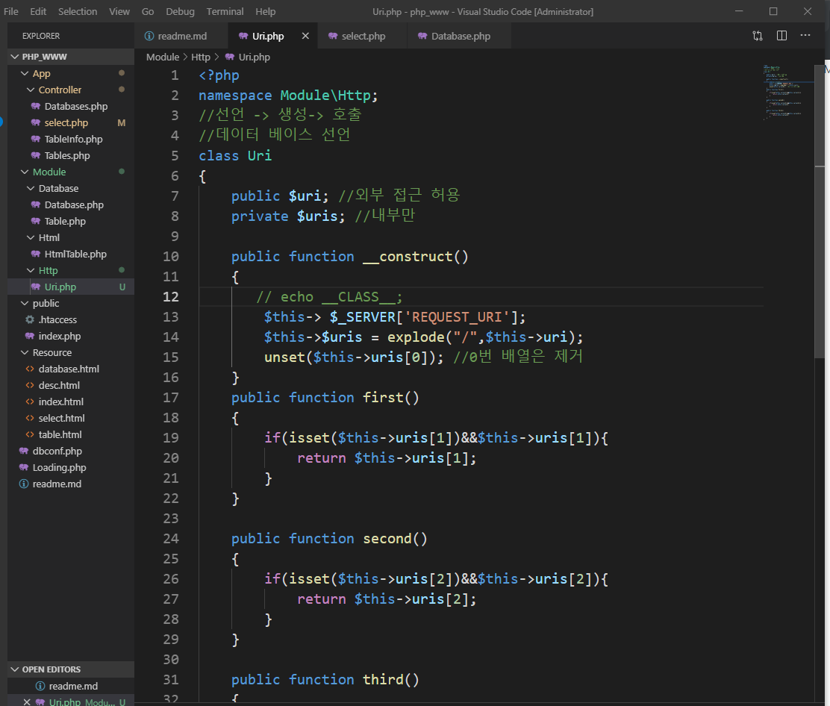 File Edit Selection View Go Debug Terminal Help Uri.php - php_www - Visual Studio Code [Administrator]
EXPLORER
PHP_WWW
App
Controller
Databases.php
select.php M
TableInfo.php
Tables.php
Module
Database
Database.php
Table.php
Html
HtmlTable.php
Http
Uri.php U
public
.htaccess
index.php
Resource
database.html
desc.html
index.html
select.html
table.html
dbconf.php
Loading.php
readme.md
OPEN EDITORS
readme.md
Uri.php Modu... U
readme.md Uri.php select.php Database.php
Module > Http > Uri.php
1 <?php
2 namespace Module\Http;
3 //선언 -> 생성-> 호출
4 //데이터 베이스 선언
5 class Uri
6 {
7 public $uri; //외부 접근 허용
8 private $uris; //내부만
9
10 public function __construct()
11 {
12 // echo __CLASS__;
13 $this-> $_SERVER['REQUEST_URI'];
14 $this->$uris = explode("/",$this->uri);
15 unset($this->uris[0]); //0번 배열은 제거
16 }
17 public function first()
18 {
19 if(isset($this->uris[1])&&$this->uris[1]){
20 return $this->uris[1];
21 }
22 }
23
24 public function second()
25 {
26 if(isset($this->uris[2])&&$this->uris[2]){
27 return $this->uris[2];
28 }
29 }
30
31 public function third()
32 {